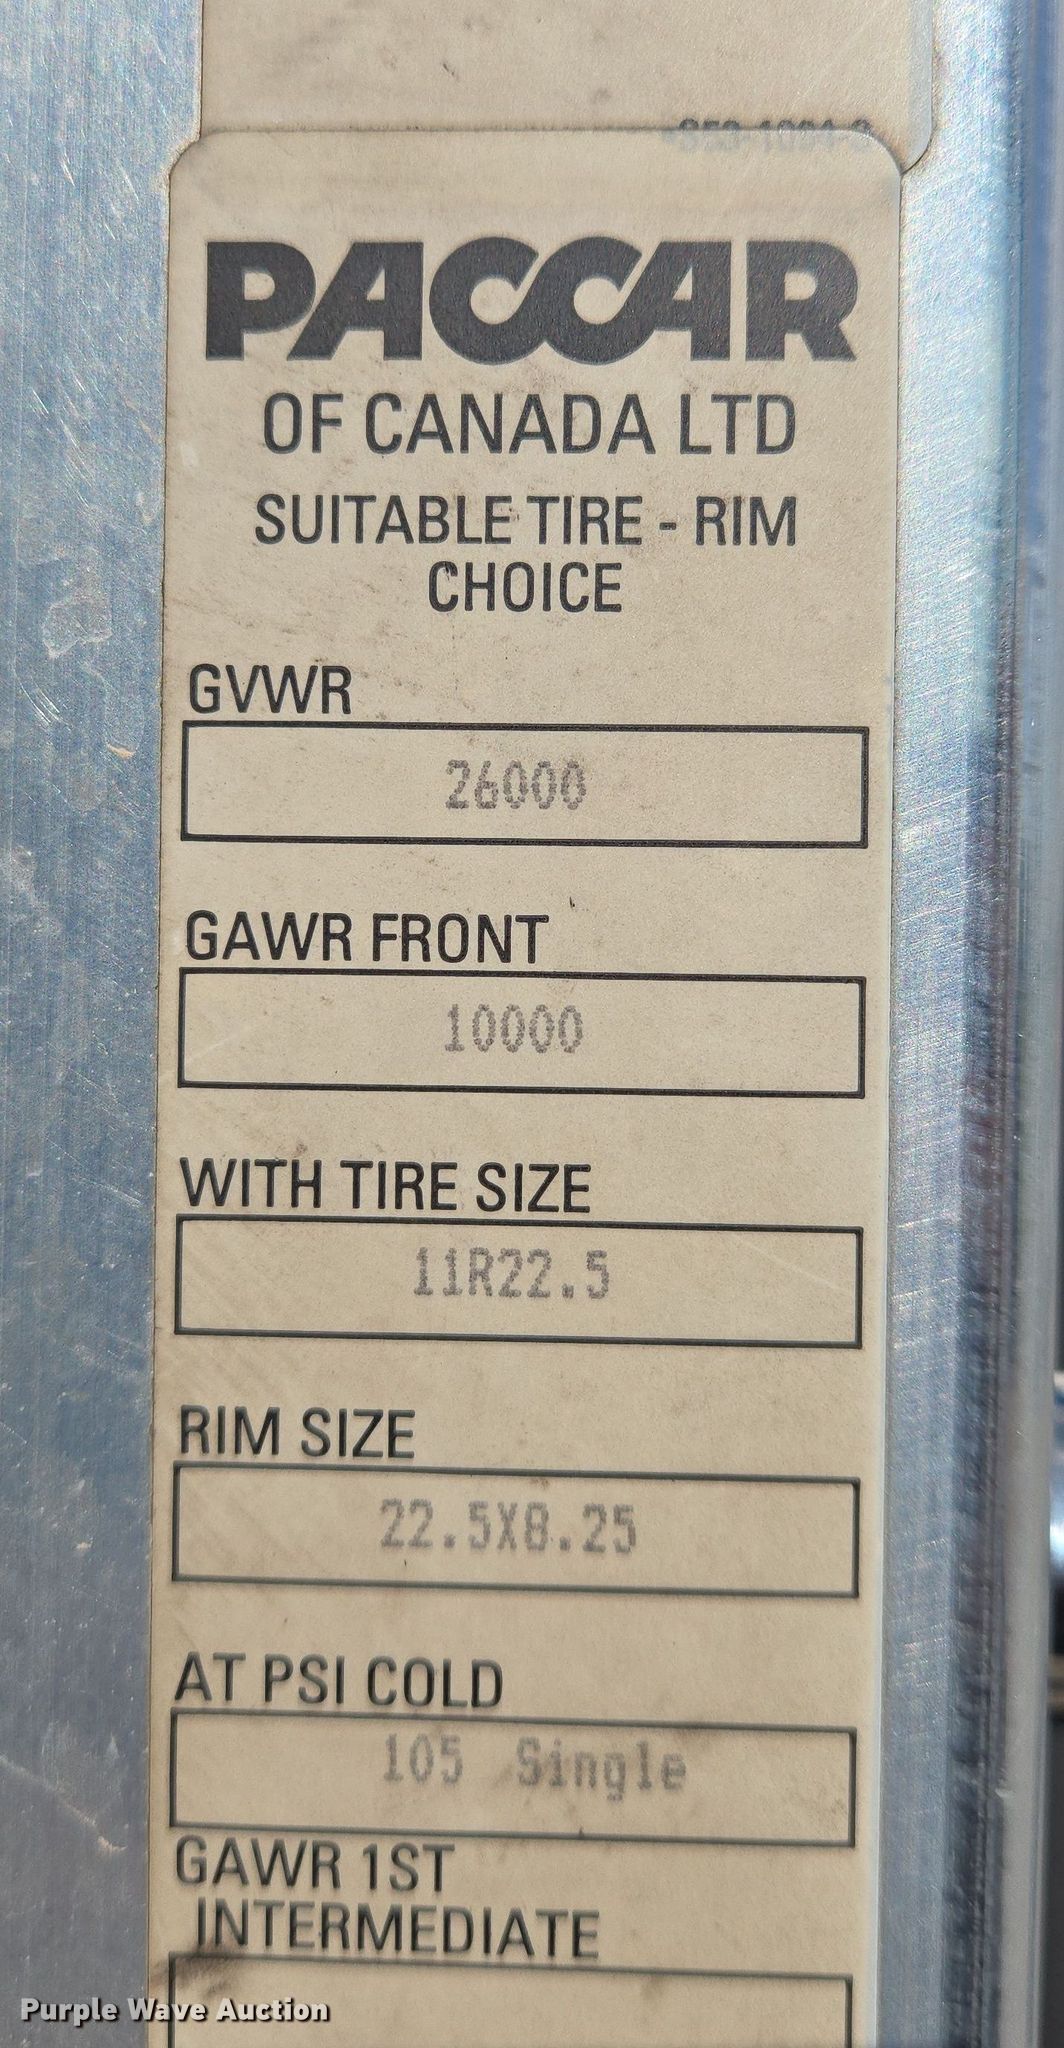 PACCAR
OF CANADA LTD
SUITABLE TIRE - RIM
CHOICE
GVWR
26000
GAWR FRONT
10000
WITH TIRE SIZE
11R22.5
RIM SIZE
22.5X8.25
AT PSI COLD
105 Single
GAWR 1ST
INTERMEDIATE
Purple Wave Auction